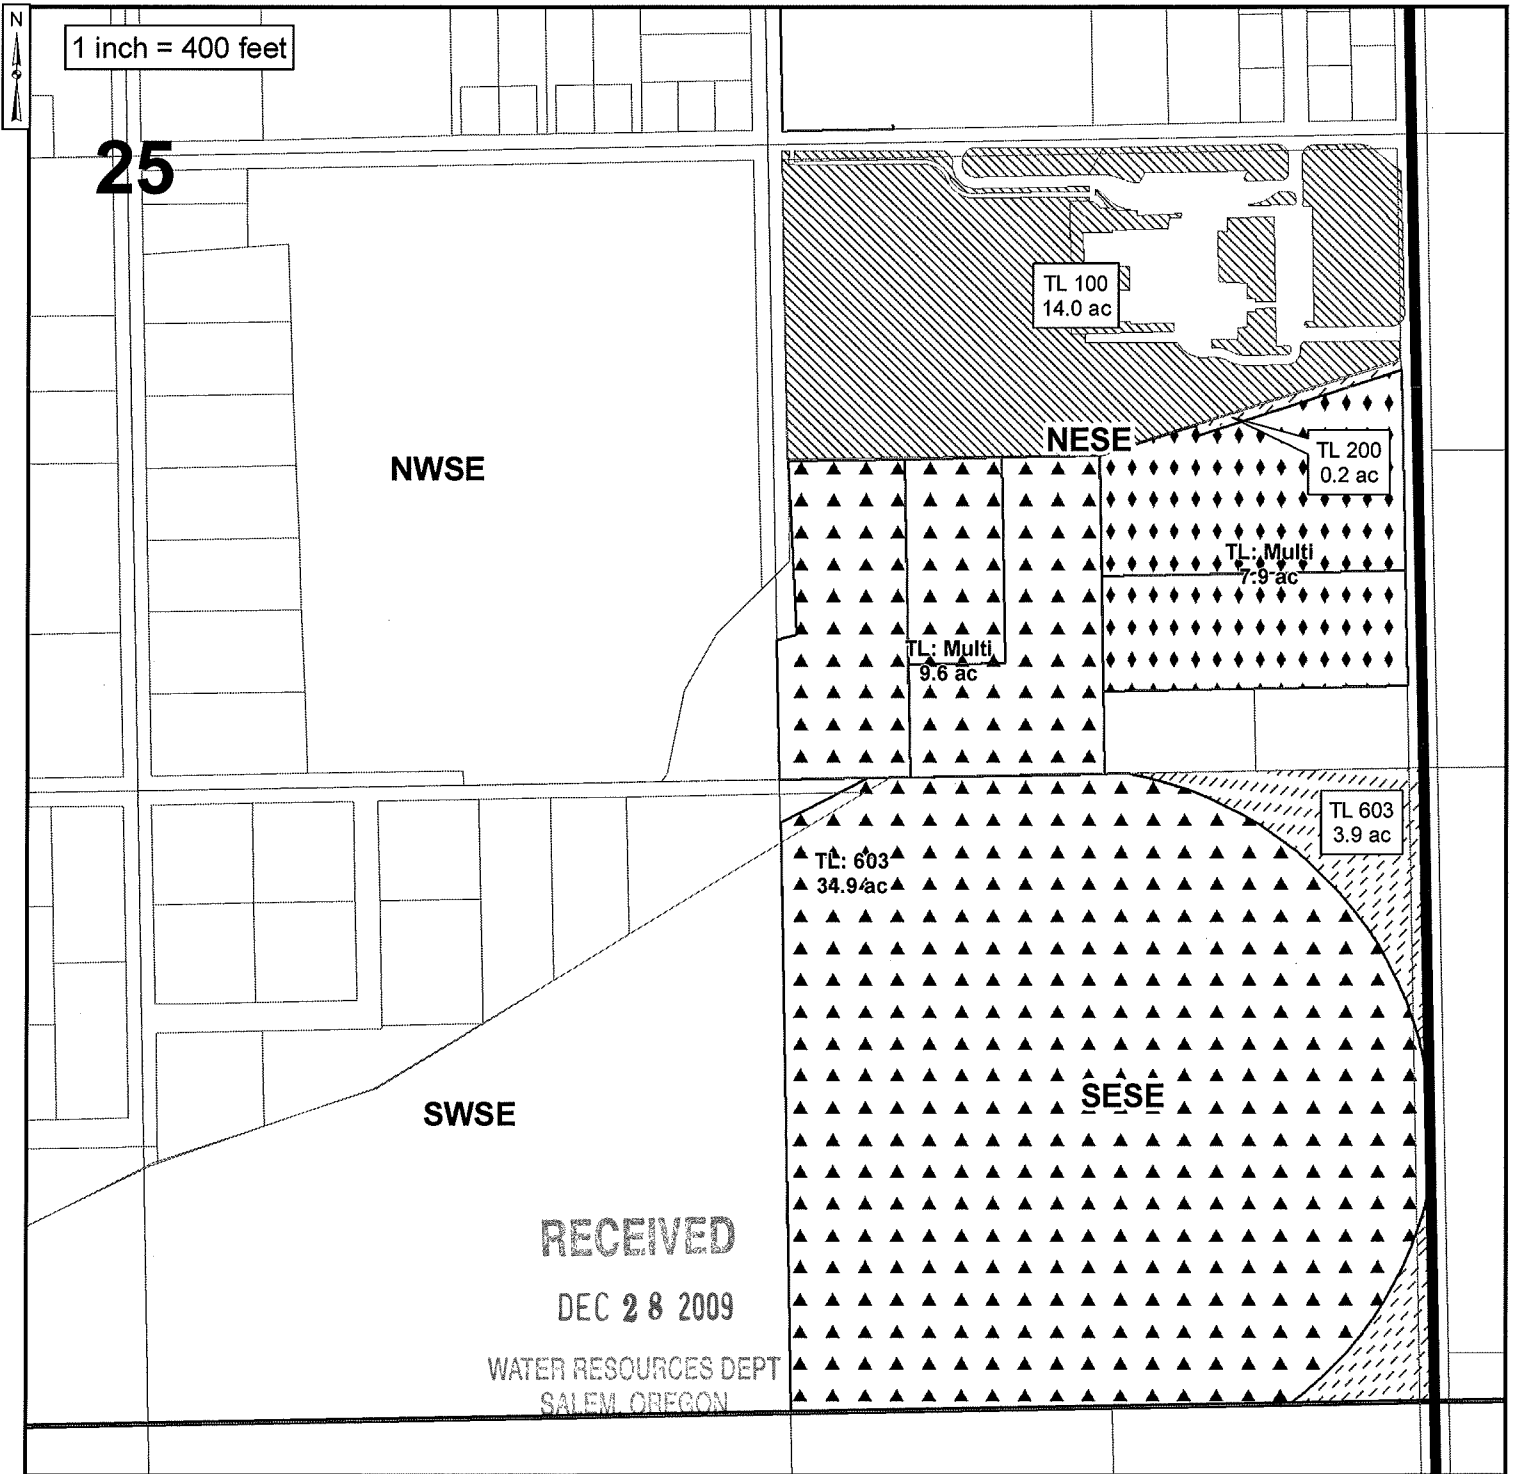 N
1 inch = 400 feet
25
TL 100
14.0 ac
NESE
TL 200
0.2 ac
NWSE
TL: Multi
7.9 ac
TL: Multi
9.6 ac
TL 603
3.9 ac
TL: 603
34.9 ac
SESE
SWSE
RECEIVED
DEC 28 2009
WATER RESOURCES DEPT
SALEM, OREGON